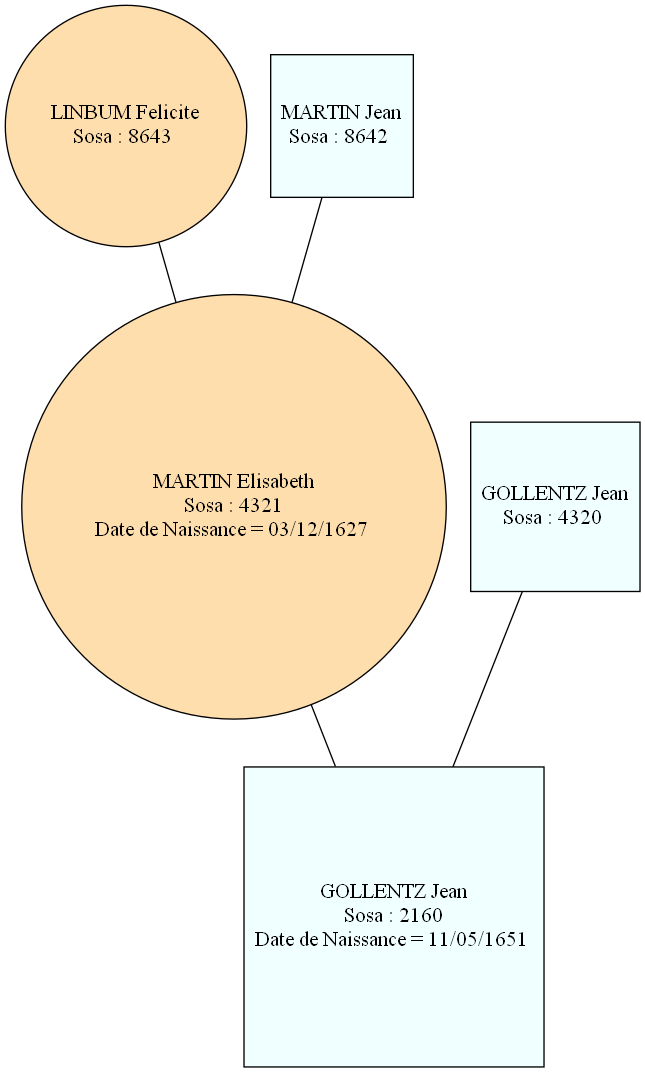 LINBUM Felicite
Sosa : 8643
MARTIN Jean
Sosa : 8642
MARTIN Elisabeth
Sosa : 4321
Date de Naissance = 03/12/1627
GOLLENTZ Jean
Sosa : 4320
GOLLENTZ Jean
Sosa : 2160
Date de Naissance = 11/05/1651